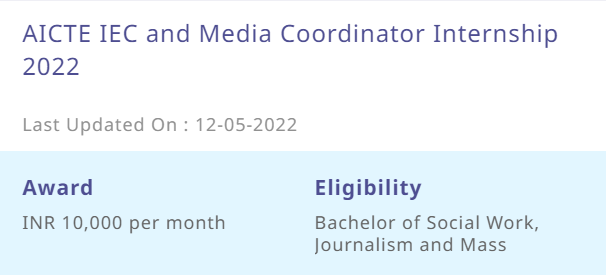 AICTE IEC and Media Coordinator Internship
2022
Last Updated On : 12-05-2022
Award
INR 10,000 per month
Eligibility
Bachelor of Social Work,
Journalism and Mass